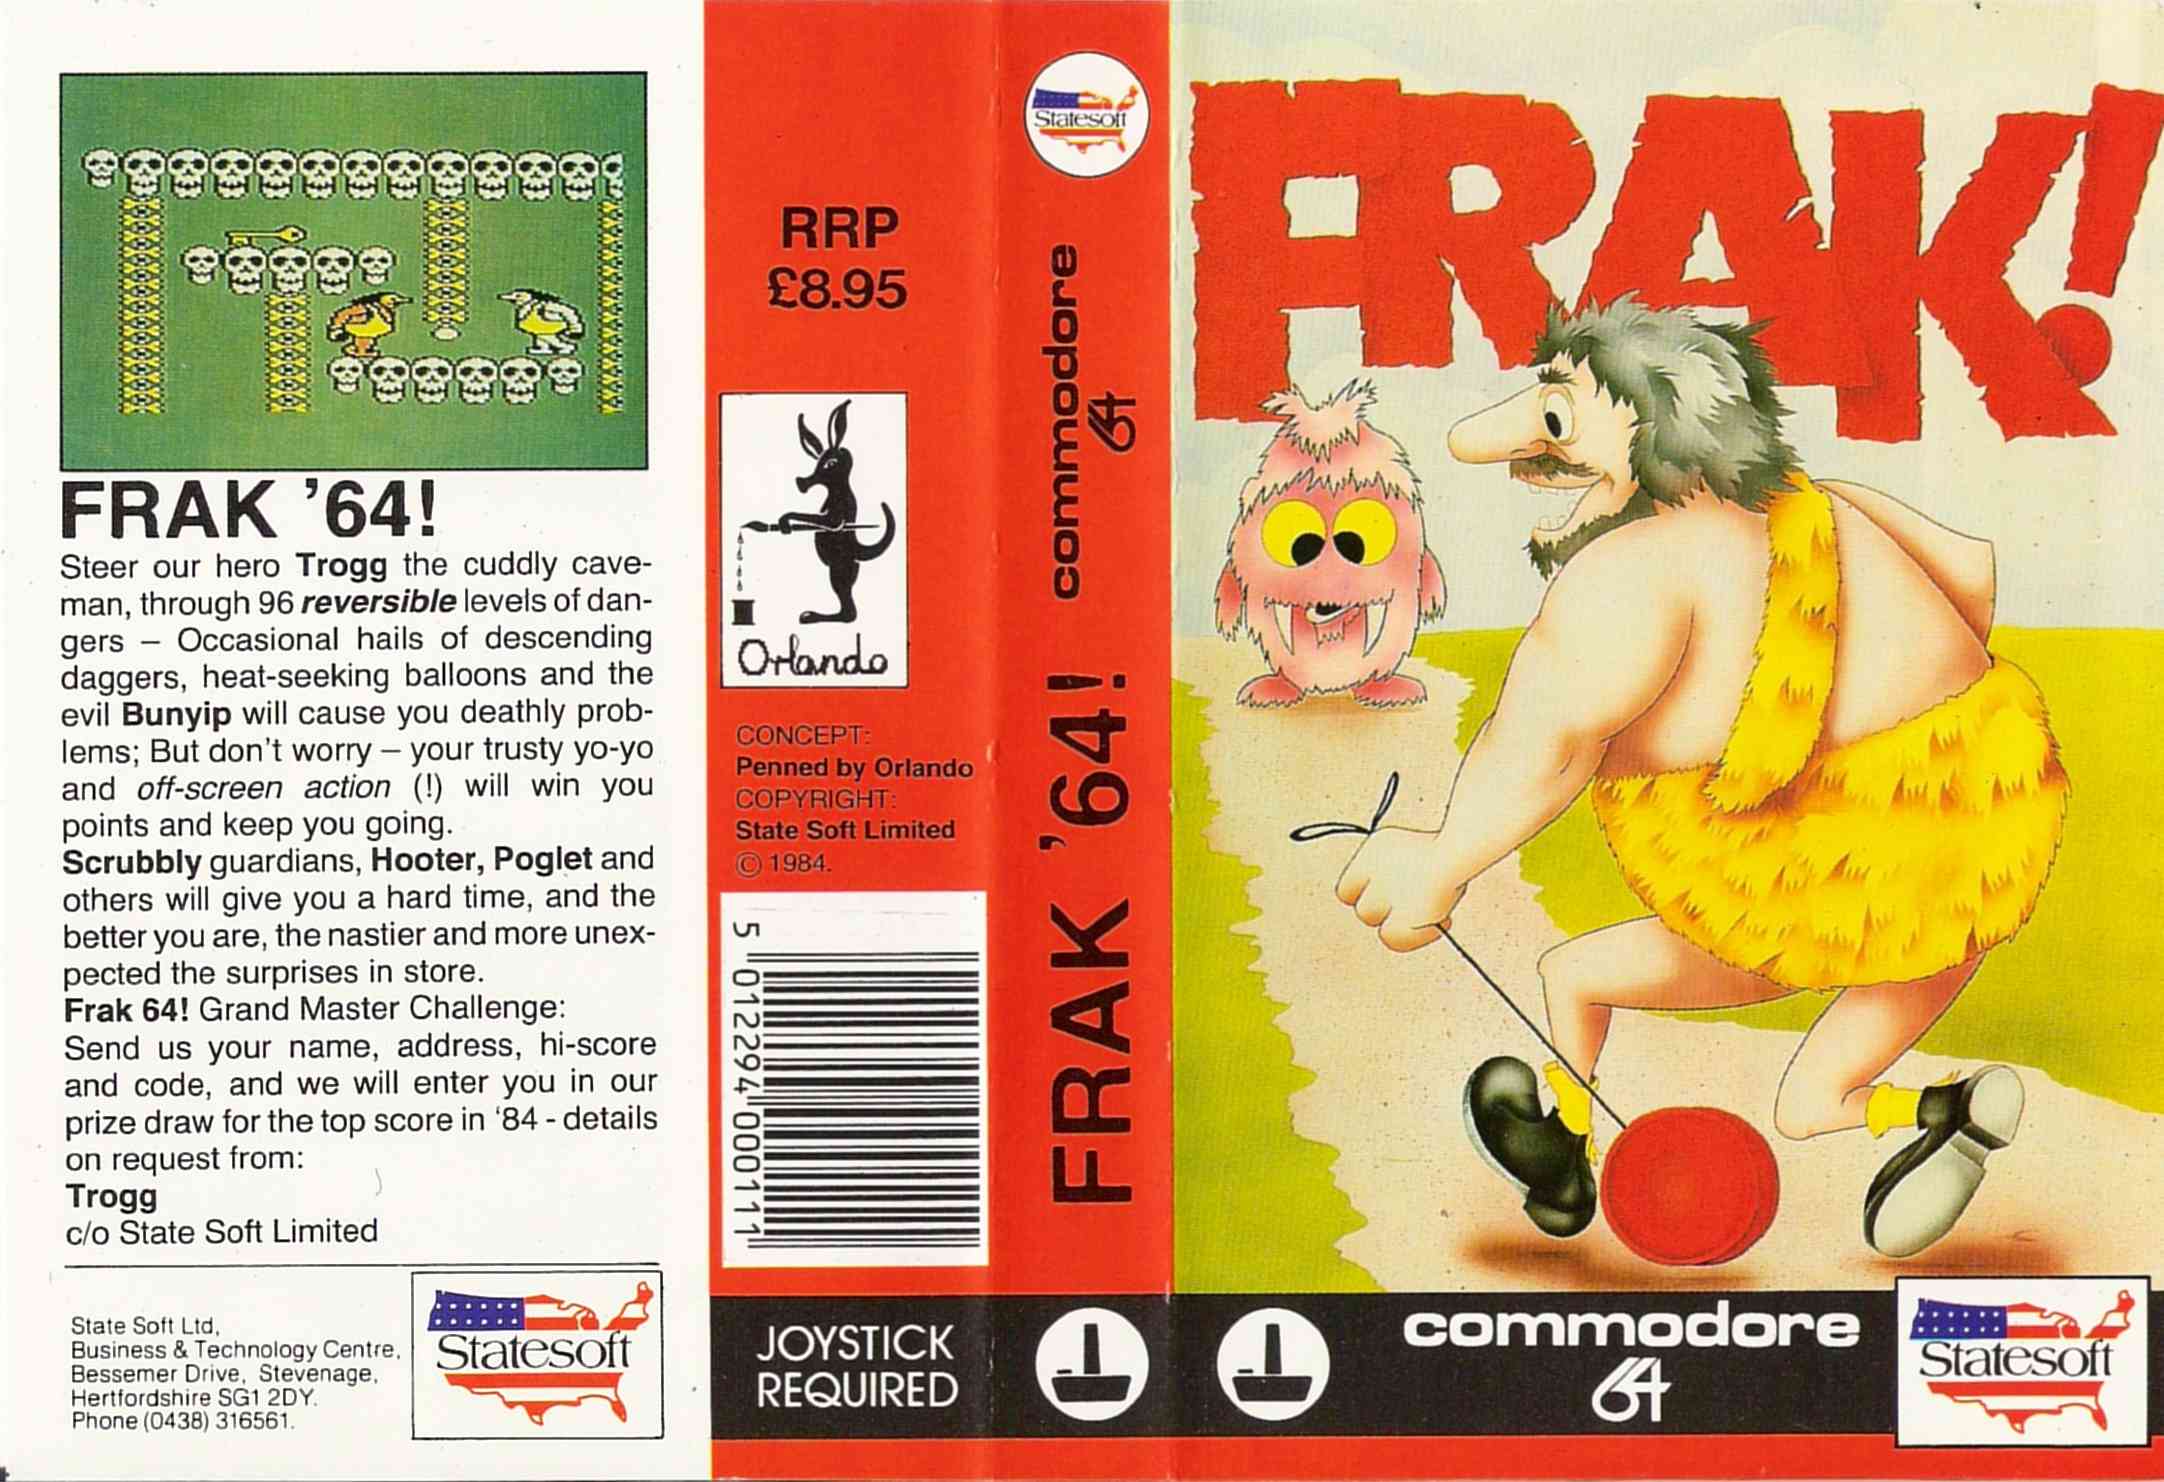 FRAK '64!
Steer our hero Trogg the cuddly cave-
man, through 96 reversible levels of dan-
gers – Occasional hails of descending
daggers, heat-seeking balloons and the
evil Bunyip will cause you deathly prob-
lems; But don't worry – your trusty yo-yo
and off-screen action (!) will win you
points and keep you going.
Scrubbly guardians, Hooter, Poglet and
others will give you a hard time, and the
better you are, the nastier and more unex-
pected the surprises in store.
Frak 64! Grand Master Challenge:
Send us your name, address, hi-score
and code, and we will enter you in our
prize draw for the top score in '84 - details
on request from:
Trogg
c/o State Soft Limited
State Soft Ltd,
Business & Technology Centre,
Bessemer Drive, Stevenage,
Hertfordshire SG1 2DY.
Phone (0438) 316561.
Statesoft
RRP
£8.95
Orlando
CONCEPT:
Penned by Orlando
COPYRIGHT:
State Soft Limited
© 1984.
5 012294 000111
JOYSTICK
REQUIRED
Statesoft
FRAK '64!
commodore
64
FRAK!
commodore
64
Statesoft